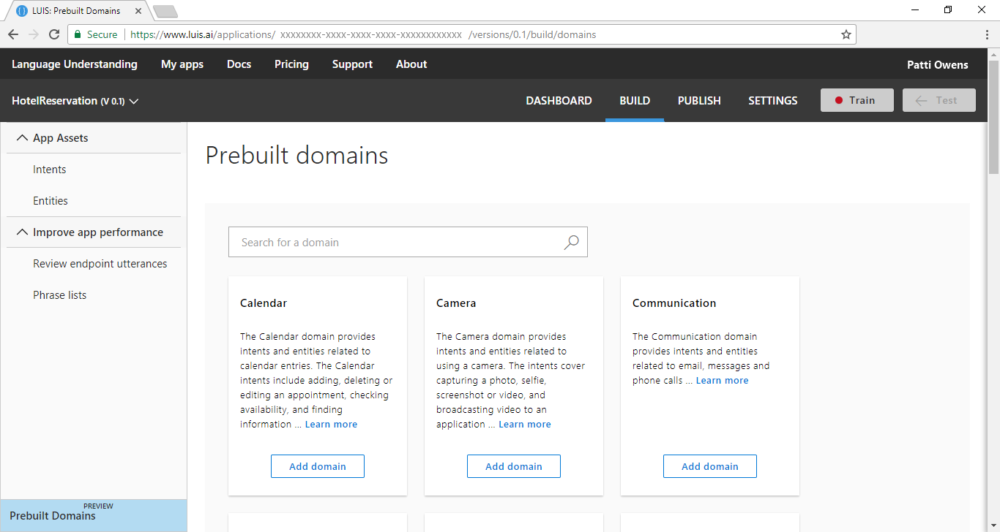 LUIS: Prebuilt Domains
Secure https://www.luis.ai/applications/ xxxxxxxx-xxxx-xxxx-xxxx-xxxxxxxxxxxx /versions/0.1/build/domains
Language Understanding My apps Docs Pricing Support About Patti Owens
HotelReservation (V 0.1) DASHBOARD BUILD PUBLISH SETTINGS Train Test
App Assets
Intents
Entities
Improve app performance
Review endpoint utterances
Phrase lists
PREVIEW
Prebuilt Domains
Prebuilt domains
Search for a domain
Calendar
The Calendar domain provides
intents and entities related to
calendar entries. The Calendar
intents include adding, deleting or
editing an appointment, checking
availability, and finding
information ... Learn more
Add domain
Camera
The Camera domain provides
intents and entities related to
using a camera. The intents cover
capturing a photo, selfie,
screenshot or video, and
broadcasting video to an
application ... Learn more
Add domain
Communication
The Communication domain
provides intents and entities
related to email, messages and
phone calls ... Learn more
Add domain